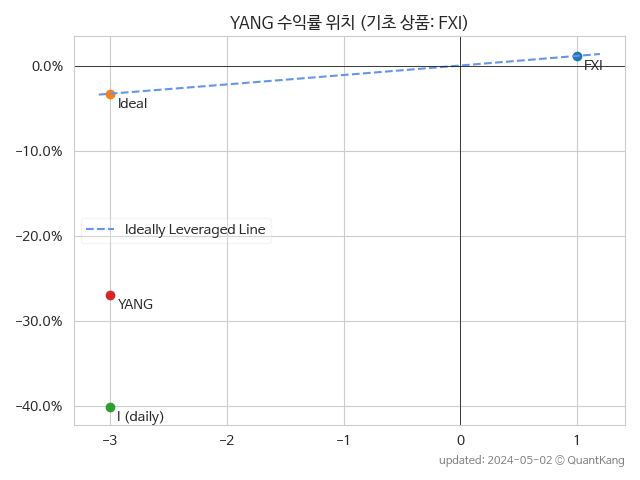 YANG 수익률 위치 (기초 상품: FXI)
0.0%
FXI
Ideal
-10.0%
Ideally Leveraged Line
-20.0%
YANG
-30.0%
-40.0%
I (daily)
-3
-2
-1
0
1
updated: 2024-05-02 © QuantKang